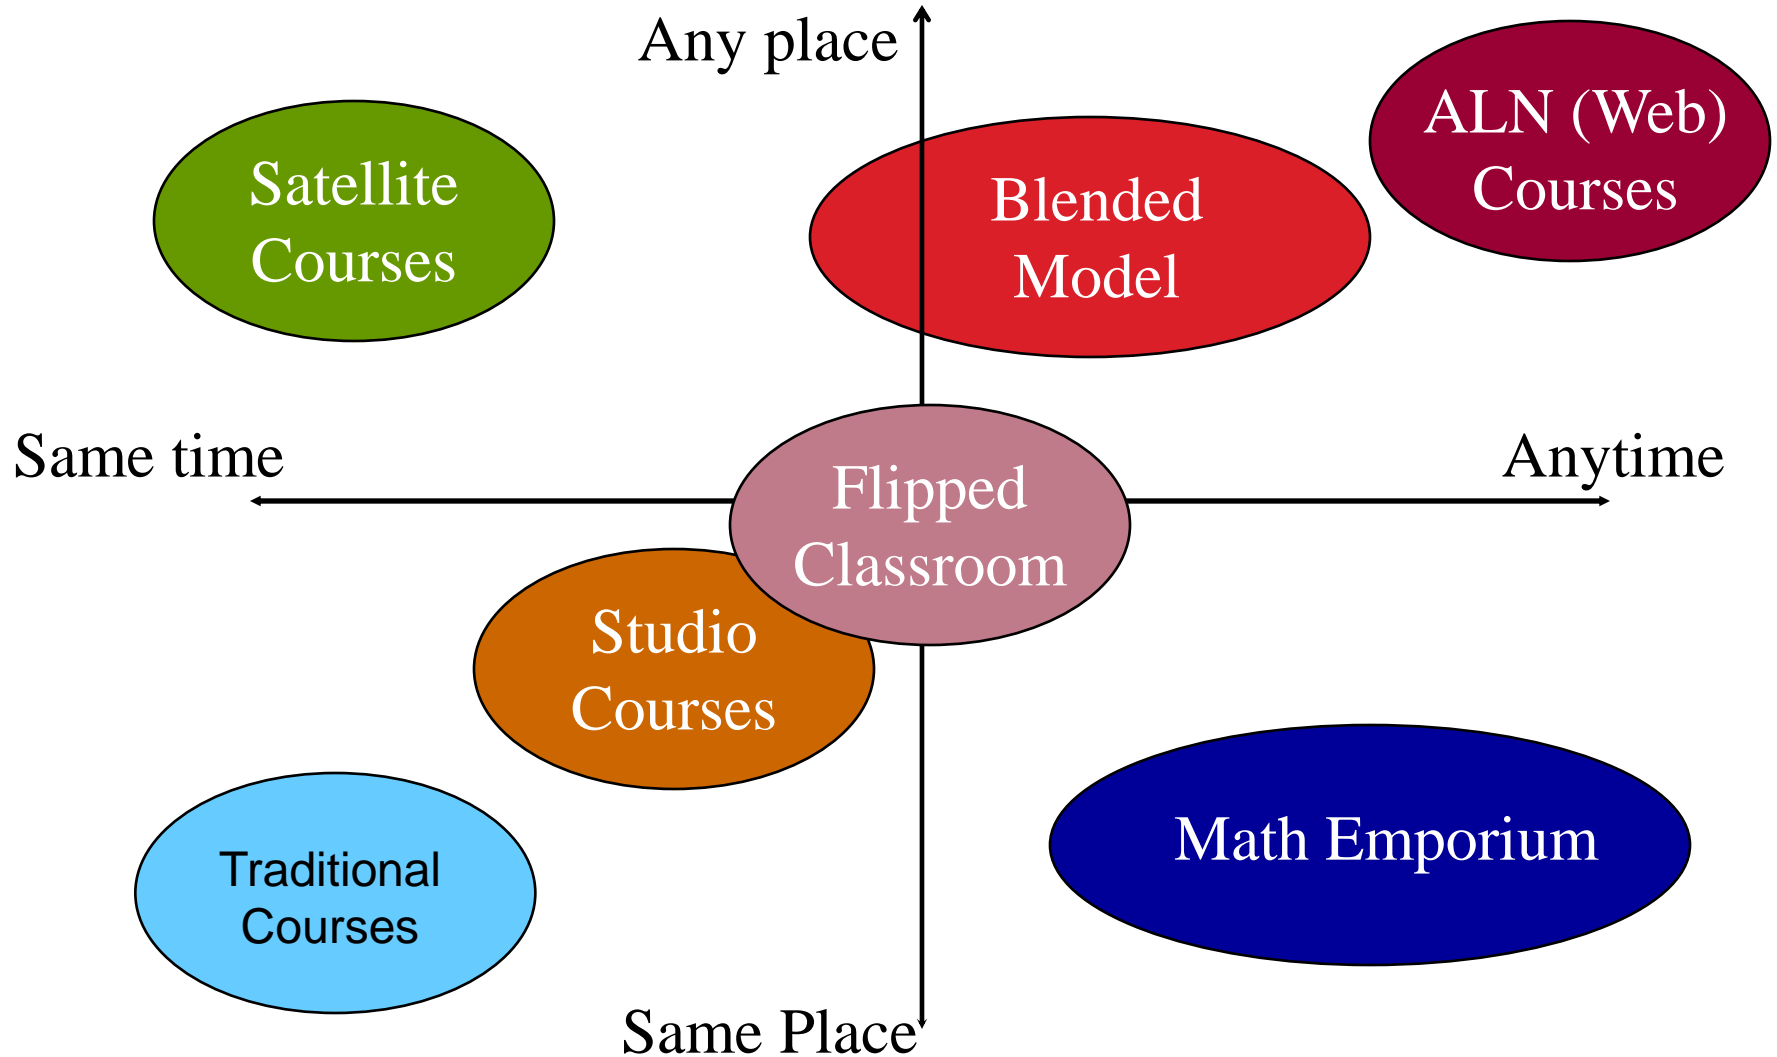 Any place
ALN (Web)
Courses
Satellite
Courses
Blended
Model
Same time
Anytime
Flipped
Classroom
Studio
Courses
Math Emporium
Traditional
Courses
Same Place